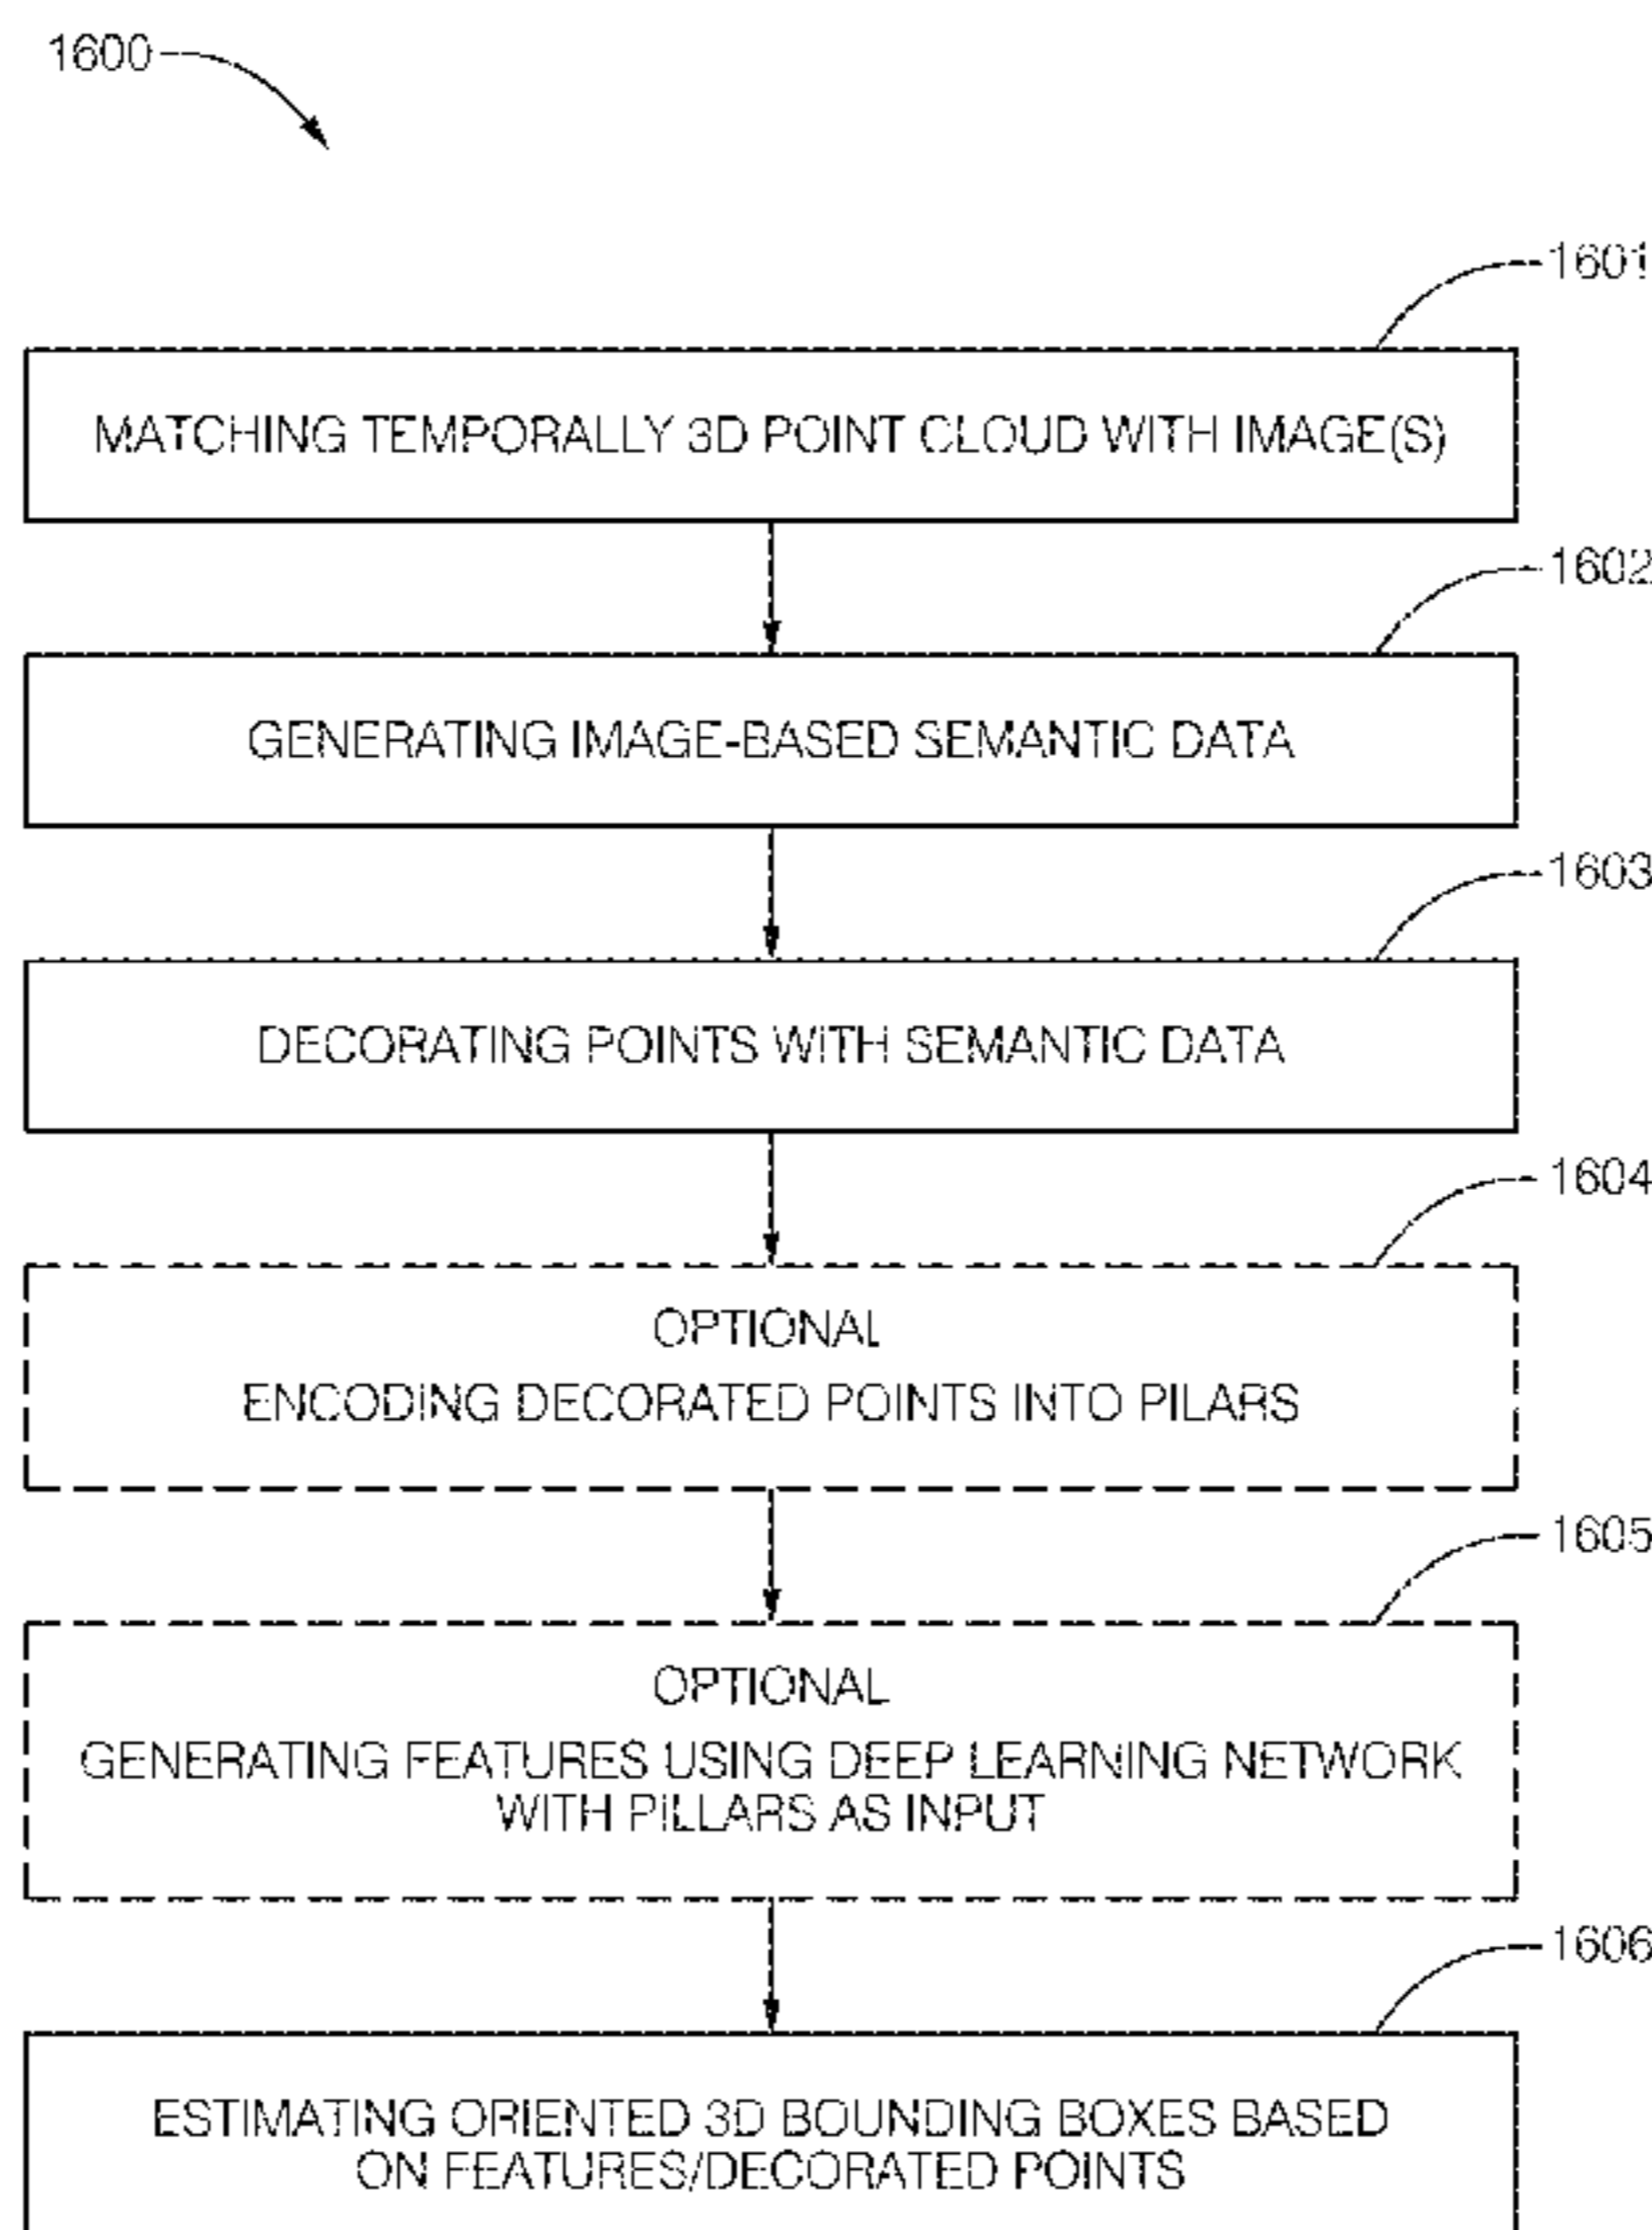 1600
1601
MATCHING TEMPORALLY 3D POINT CLOUD WITH IMAGE(S)
1602
GENERATING IMAGE-BASED SEMANTIC DATA
1603
DECORATING POINTS WITH SEMANTIC DATA
1604
OPTIONAL
ENCODING DECORATED POINTS INTO PILARS
1605
OPTIONAL
GENERATING FEATURES USING DEEP LEARNING NETWORK
WITH PILLARS AS INPUT
1606
ESTIMATING ORIENTED 3D BOUNDING BOXES BASED
ON FEATURES/DECORATED POINTS